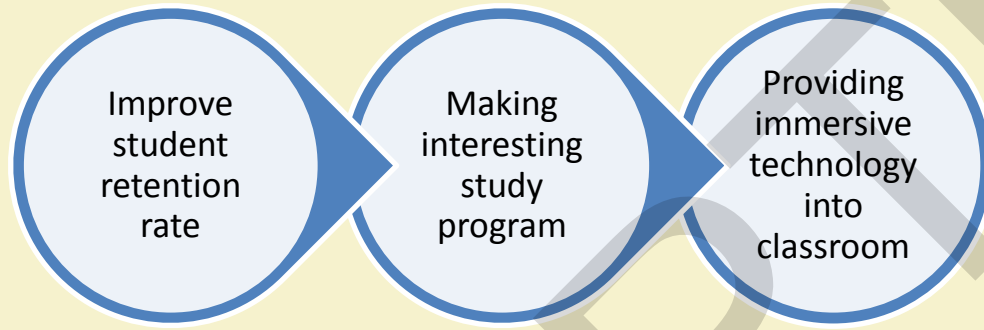 Improve
student
retention
rate
Making
interesting
study
program
Providing
immersive
technology
into
classroom